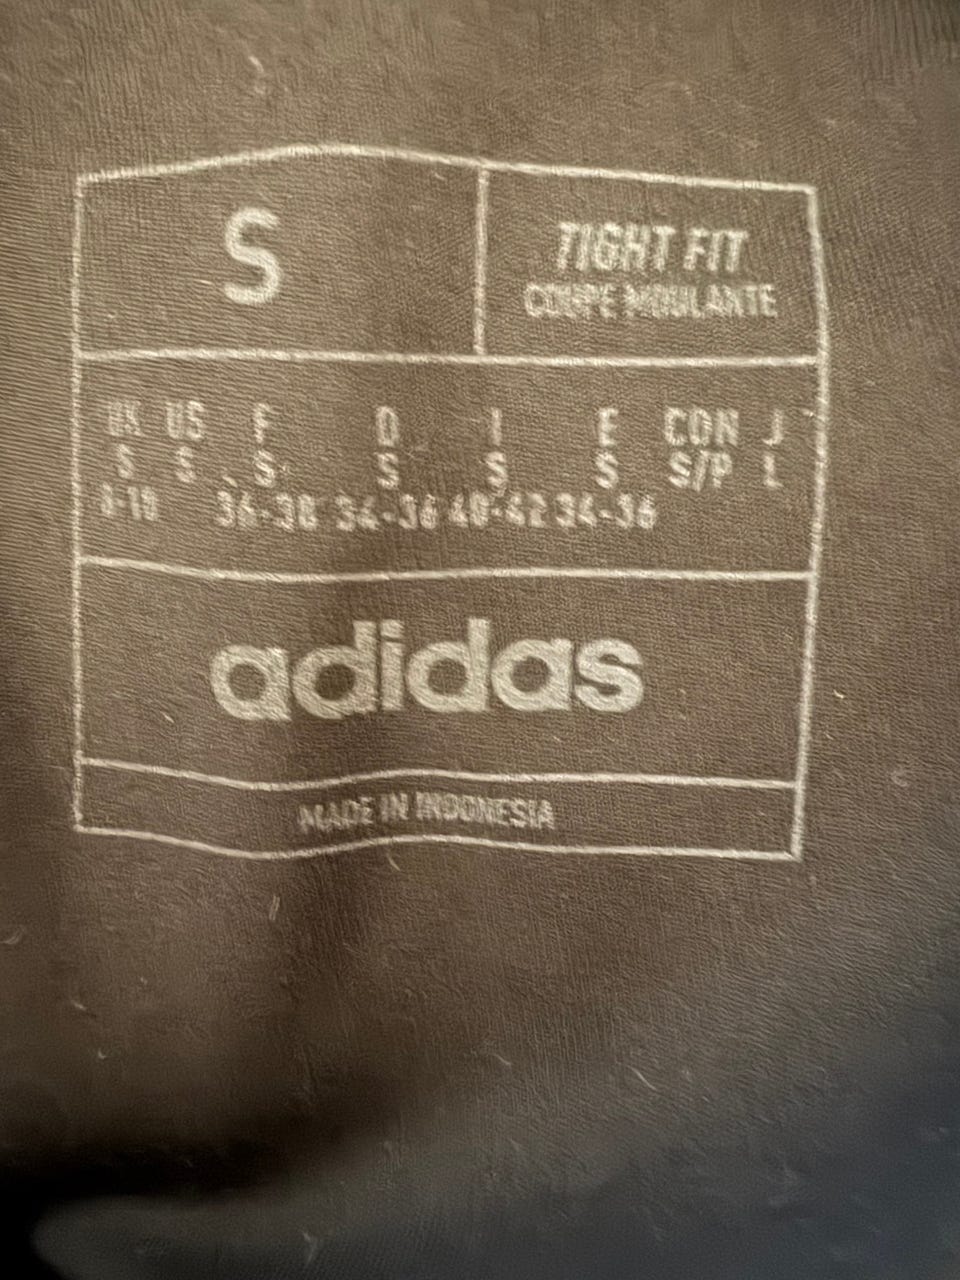 S
TIGHT FIT
COUPE MOULANTE
UK US F D I E CON J
S S S S S S S/P L
8-10 36-38 34-36 40-42 34-36
adidas
MADE IN INDONESIA